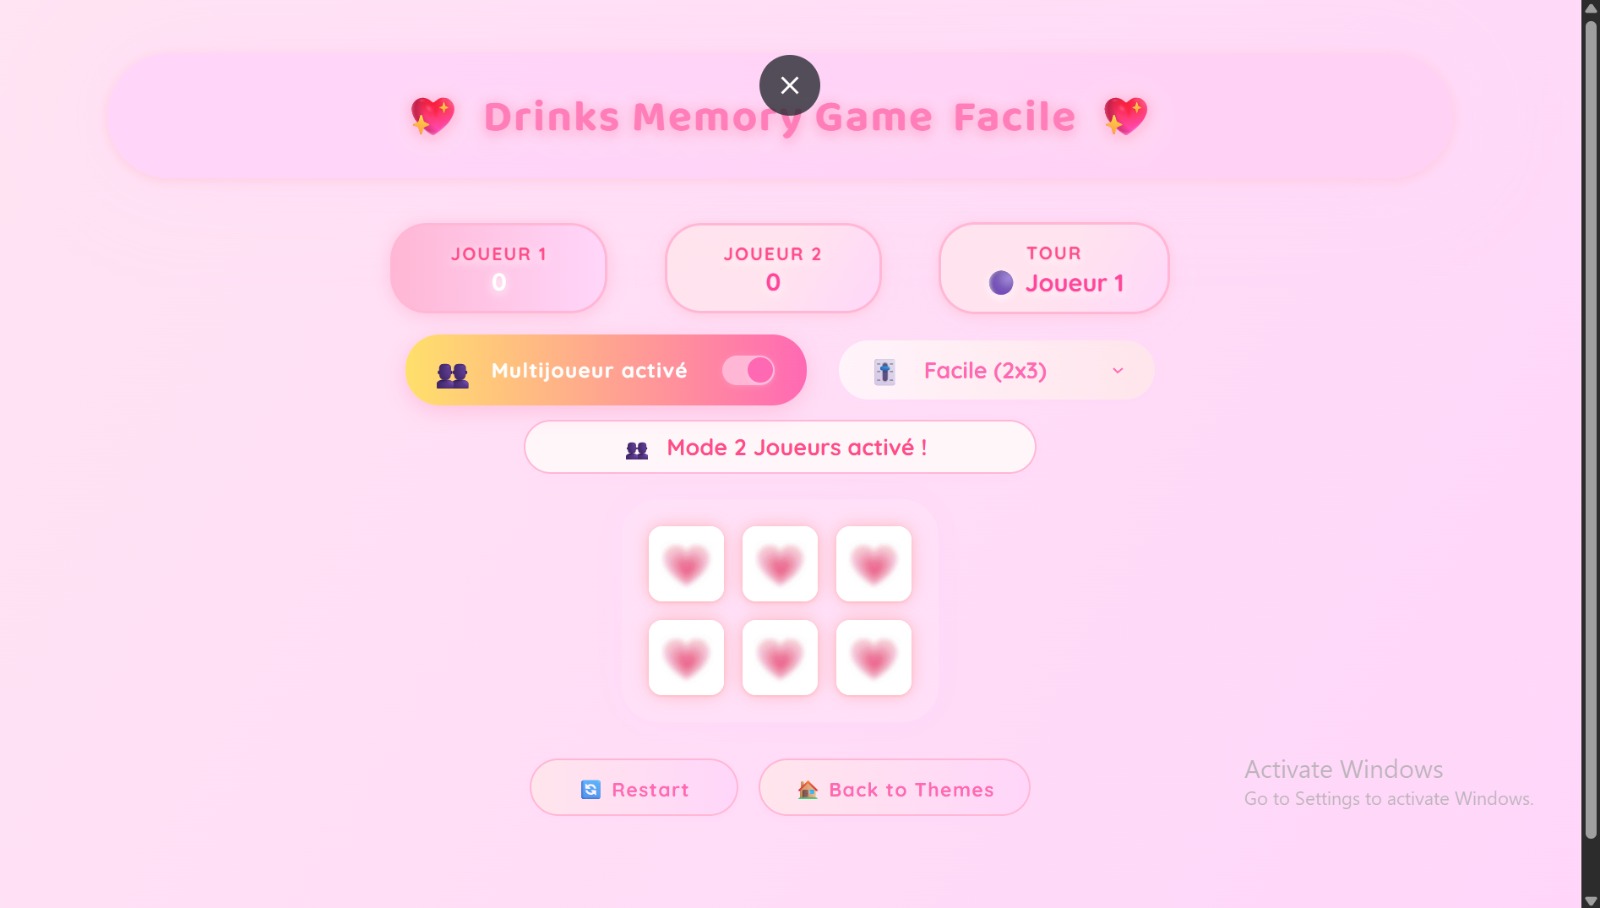 Drinks Memory Game Facile
JOUEUR 1
0
JOUEUR 2
0
TOUR
Joueur 1
Multijoueur activé
Facile (2x3)
Mode 2 Joueurs activé !
Restart
Back to Themes
Activate Windows
Go to Settings to activate Windows.